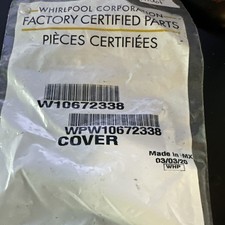 WHIRLPOOL CORPORATION
FACTORY CERTIFIED PARTS
PIÈCES CERTIFIÉES
W10672338
WPW10672338
COVER
Made in MX
03/03/20
WHP